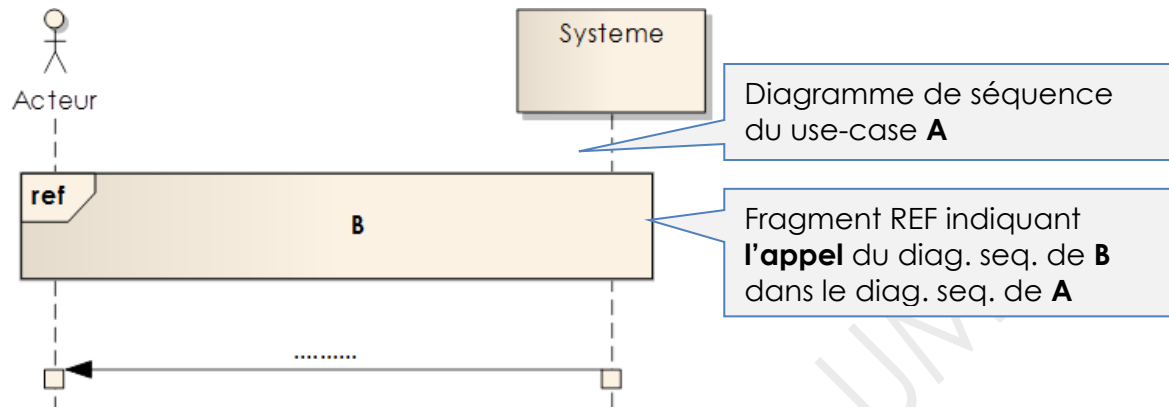 Systeme
Acteur
Diagramme de séquence
du use-case A
ref
B
Fragment REF indiquant
l'appel du diag. seq. de B
dans le diag. seq. de A
..........
UM